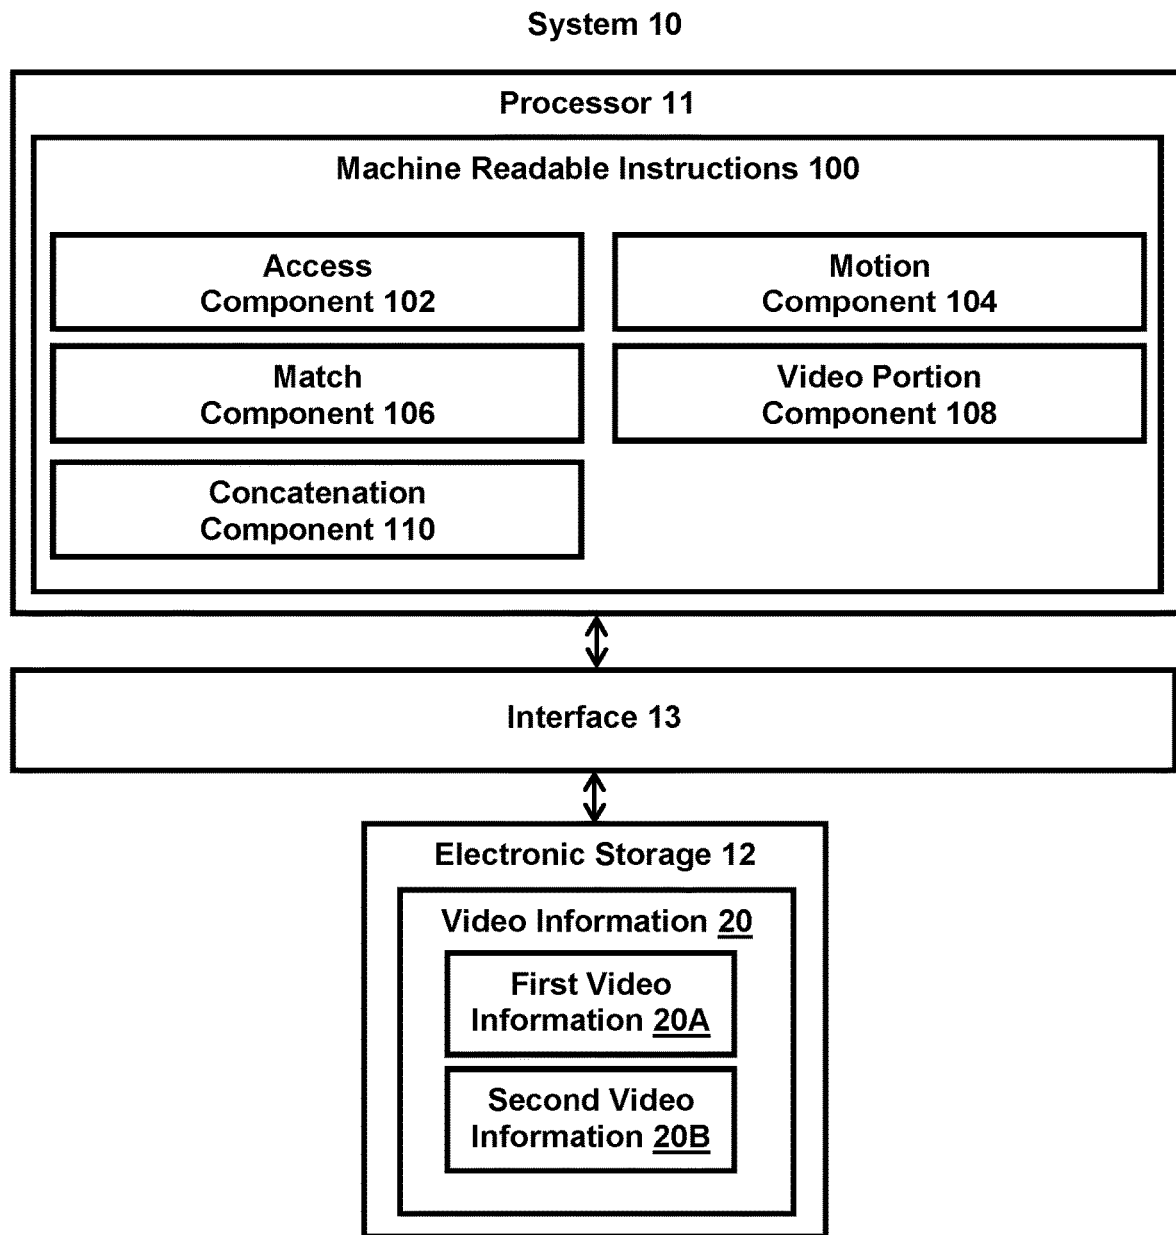 System 10
Processor 11
Machine Readable Instructions 100
Access
Component 102
Motion
Component 104
Match
Component 106
Video Portion
Component 108
Concatenation
Component 110
Interface 13
Electronic Storage 12
Video Information 20
First Video
Information 20A
Second Video
Information 20B